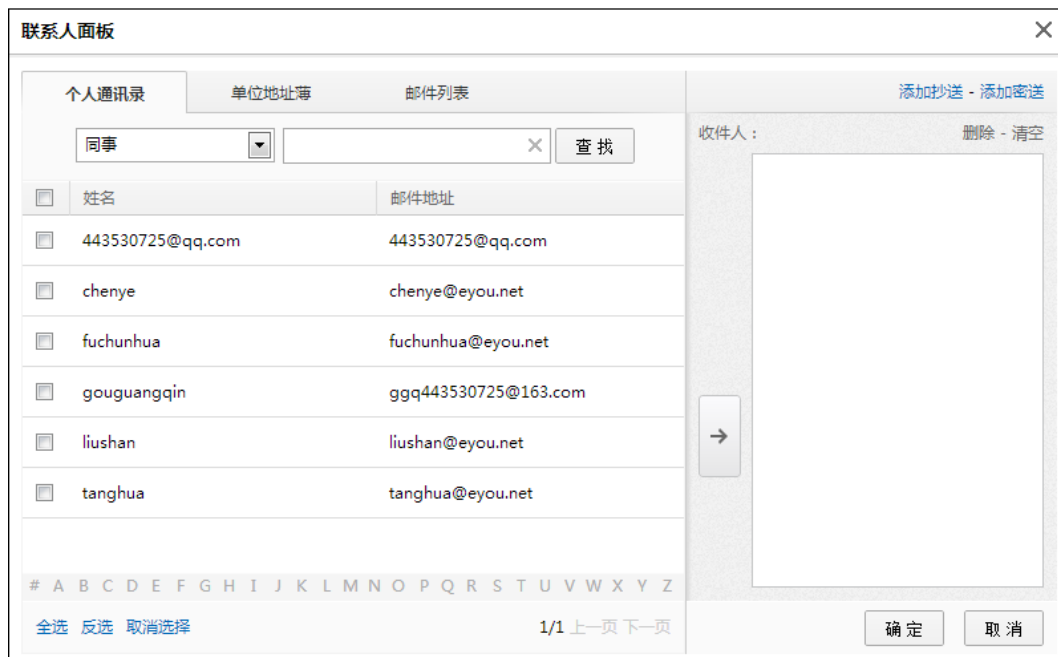 联系人面板
个人通讯录 单位地址薄 邮件列表 添加抄送 - 添加密送
同事 查找 收件人: 删除 - 清空
姓名 邮件地址
443530725@qq.com 443530725@qq.com
chenye chenye@eyou.net
fuchunhua fuchunhua@eyou.net
gouguangqin ggq443530725@163.com
liushan liushan@eyou.net
tanghua tanghua@eyou.net
# A B C D E F G H I J K L M N O P Q R S T U V W X Y Z
全选 反选 取消选择 1/1 上一页 下一页 确定 取消